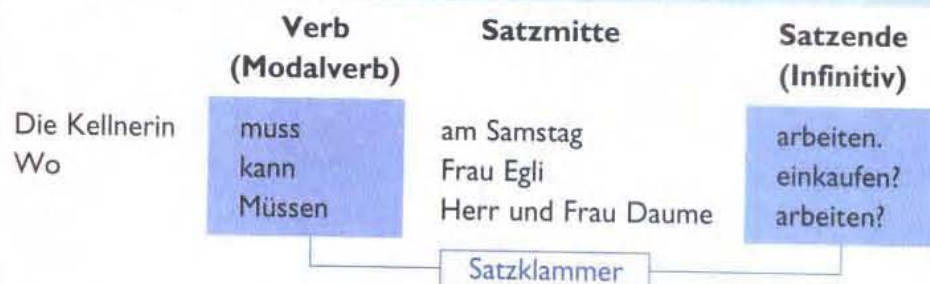 Verb Satzmitte Satzende
(Modalverb) (Infinitiv)
Die Kellnerin muss am Samstag arbeiten.
Wo kann Frau Egli einkaufen?
Müssen Herr und Frau Daume arbeiten?
Satzklammer